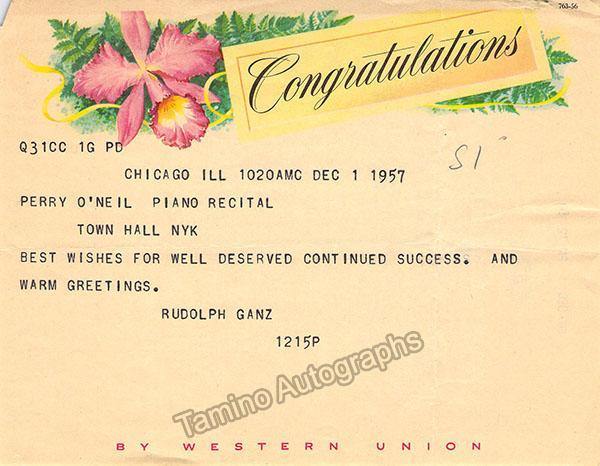 763-56
Congratulations
Q31CC 1G PD
CHICAGO ILL 1020AMC DEC 1 1957
S1
PERRY O'NEIL PIANO RECITAL
TOWN HALL NYK
BEST WISHES FOR WELL DESERVED CONTINUED SUCCESS. AND
WARM GREETINGS.
RUDOLPH GANZ
1215P
Tamino Autographs
BY WESTERN UNION